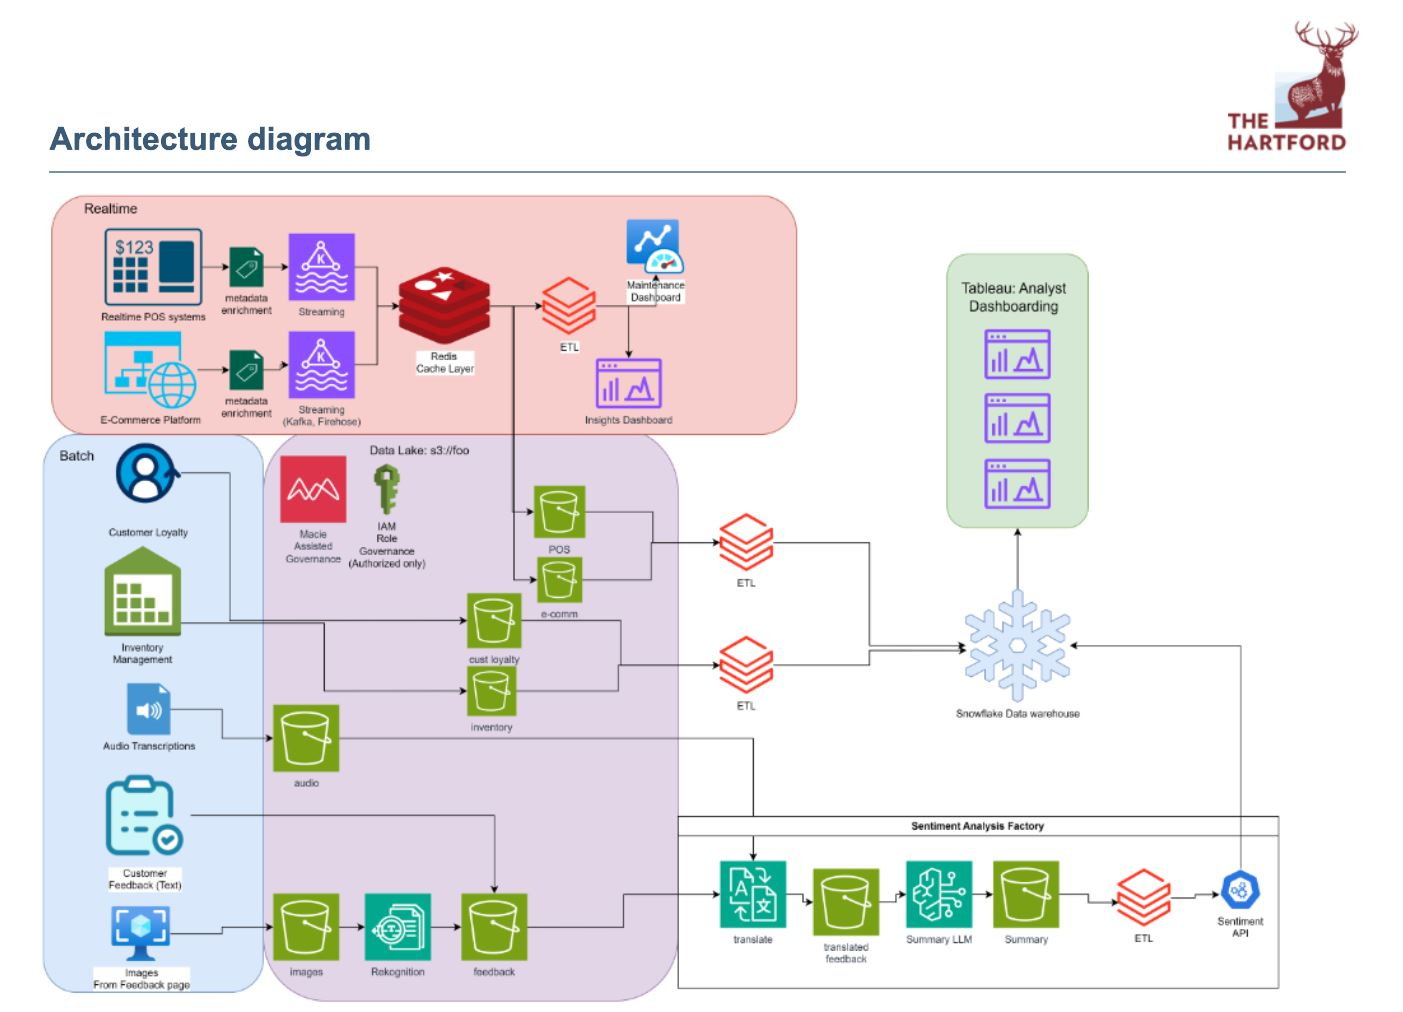 THE
HARTFORD
Architecture diagram
Realtime
$123
Realtime POS systems
metadata
enrichment
K
Streaming
E-Commerce Platform
metadata
enrichment
K
Streaming
(Kafka, Firehose)
Redis
Cache Layer
ETL
Maintenance
Dashboard
Insights Dashboard
Tableau: Analyst
Dashboarding
Batch
Customer Loyalty
Inventory
Management
Audio Transcriptions
Customer
Feedback (Text)
Images
From Feedback page
Data Lake: s3://foo
Macie
Assisted
Governance
IAM
Role
Governance
(Authorized only)
POS
e-comm
cust loyalty
inventory
audio
images
Rekognition
feedback
ETL
ETL
Snowflake Data warehouse
Sentiment Analysis Factory
A
文
translate
translated
feedback
Summary LLM
Summary
ETL
Sentiment
API